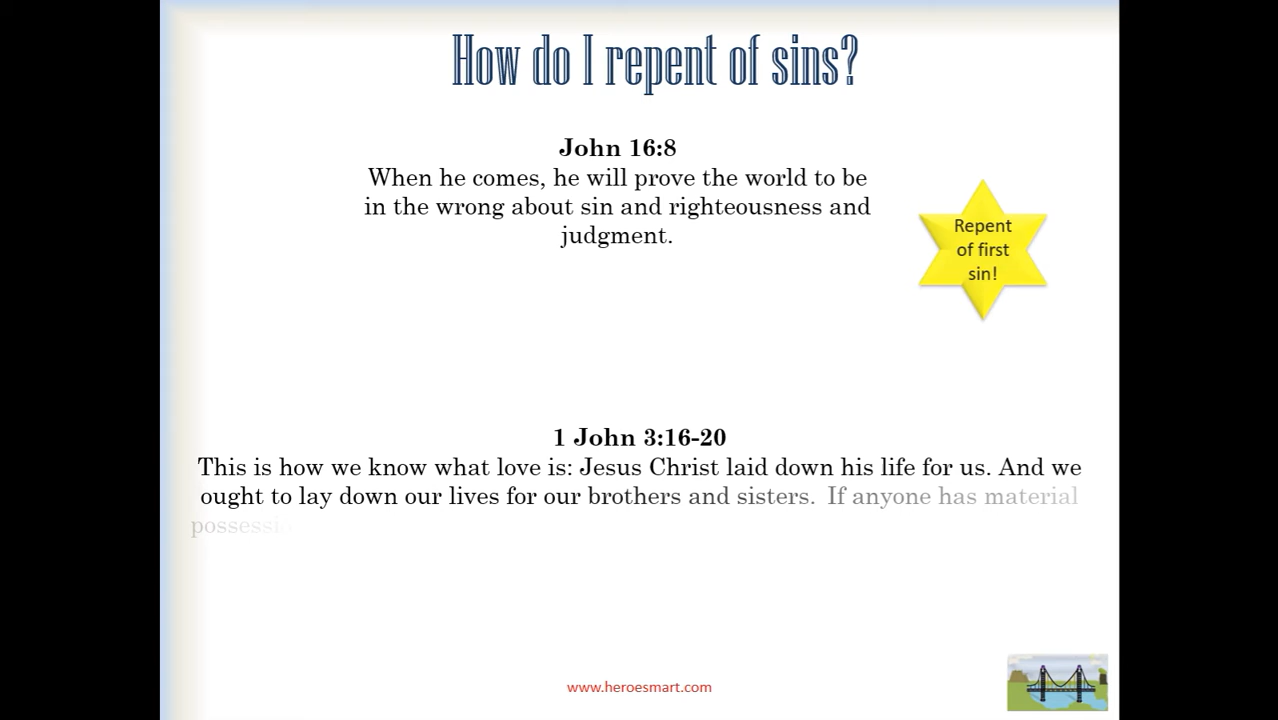 How do I repent of sins?
John 16:8
When he comes, he will prove the world to be
in the wrong about sin and righteousness and
judgment.
Repent
of first
sin!
1 John 3:16-20
This is how we know what love is: Jesus Christ laid down his life for us. And we
ought to lay down our lives for our brothers and sisters.  If anyone has material
www.heroesmart.com